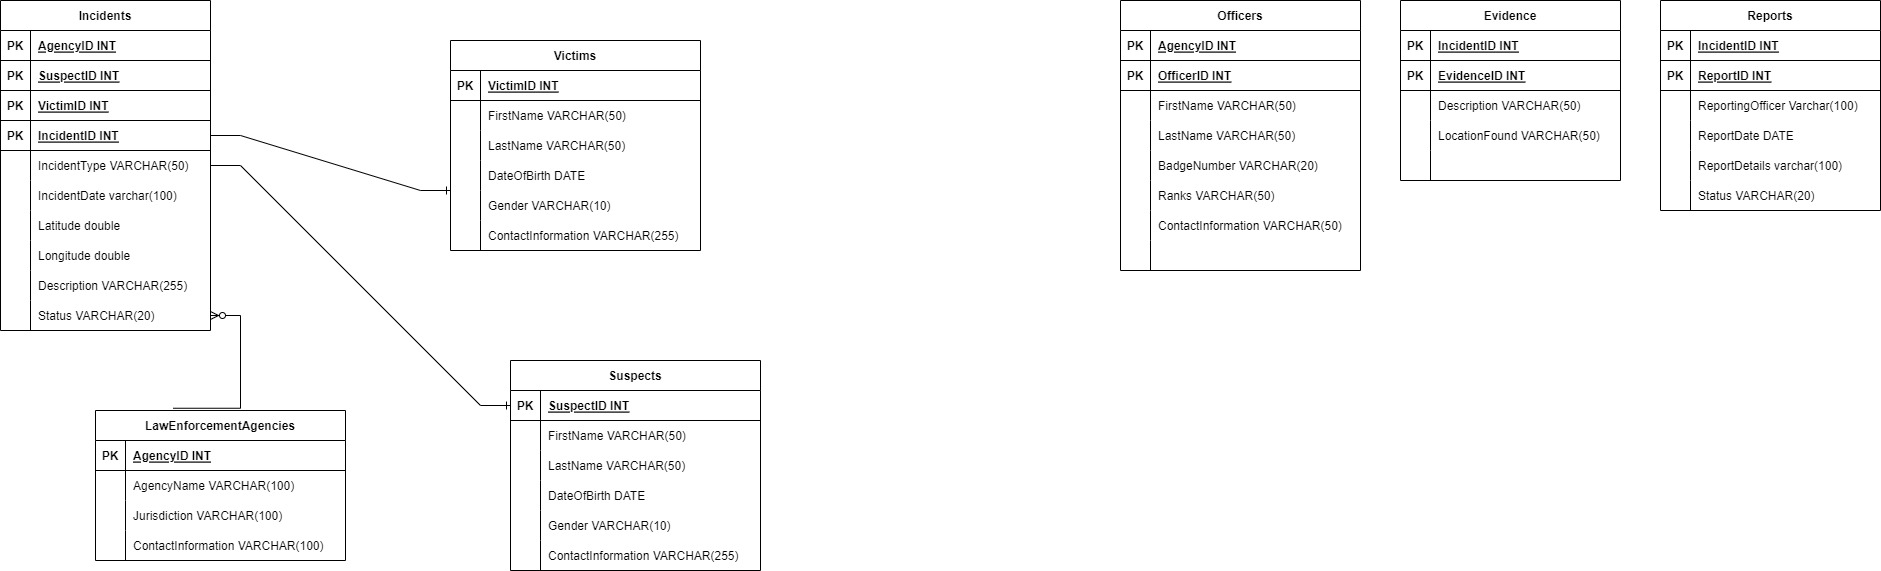 Incidents
PK AgencyID INT
PK SuspectID INT
PK VictimID INT
PK IncidentID INT
IncidentType VARCHAR(50)
IncidentDate varchar(100)
Latitude double
Longitude double
Description VARCHAR(255)
Status VARCHAR(20)
Victims
PK VictimID INT
FirstName VARCHAR(50)
LastName VARCHAR(50)
DateOfBirth DATE
Gender VARCHAR(10)
ContactInformation VARCHAR(255)
LawEnforcementAgencies
PK AgencyID INT
AgencyName VARCHAR(100)
Jurisdiction VARCHAR(100)
ContactInformation VARCHAR(100)
Suspects
PK SuspectID INT
FirstName VARCHAR(50)
LastName VARCHAR(50)
DateOfBirth DATE
Gender VARCHAR(10)
ContactInformation VARCHAR(255)
Officers
PK AgencyID INT
PK OfficerID INT
FirstName VARCHAR(50)
LastName VARCHAR(50)
BadgeNumber VARCHAR(20)
Ranks VARCHAR(50)
ContactInformation VARCHAR(50)
Evidence
PK IncidentID INT
PK EvidenceID INT
Description VARCHAR(50)
LocationFound VARCHAR(50)
Reports
PK IncidentID INT
PK ReportID INT
ReportingOfficer Varchar(100)
ReportDate DATE
ReportDetails varchar(100)
Status VARCHAR(20)